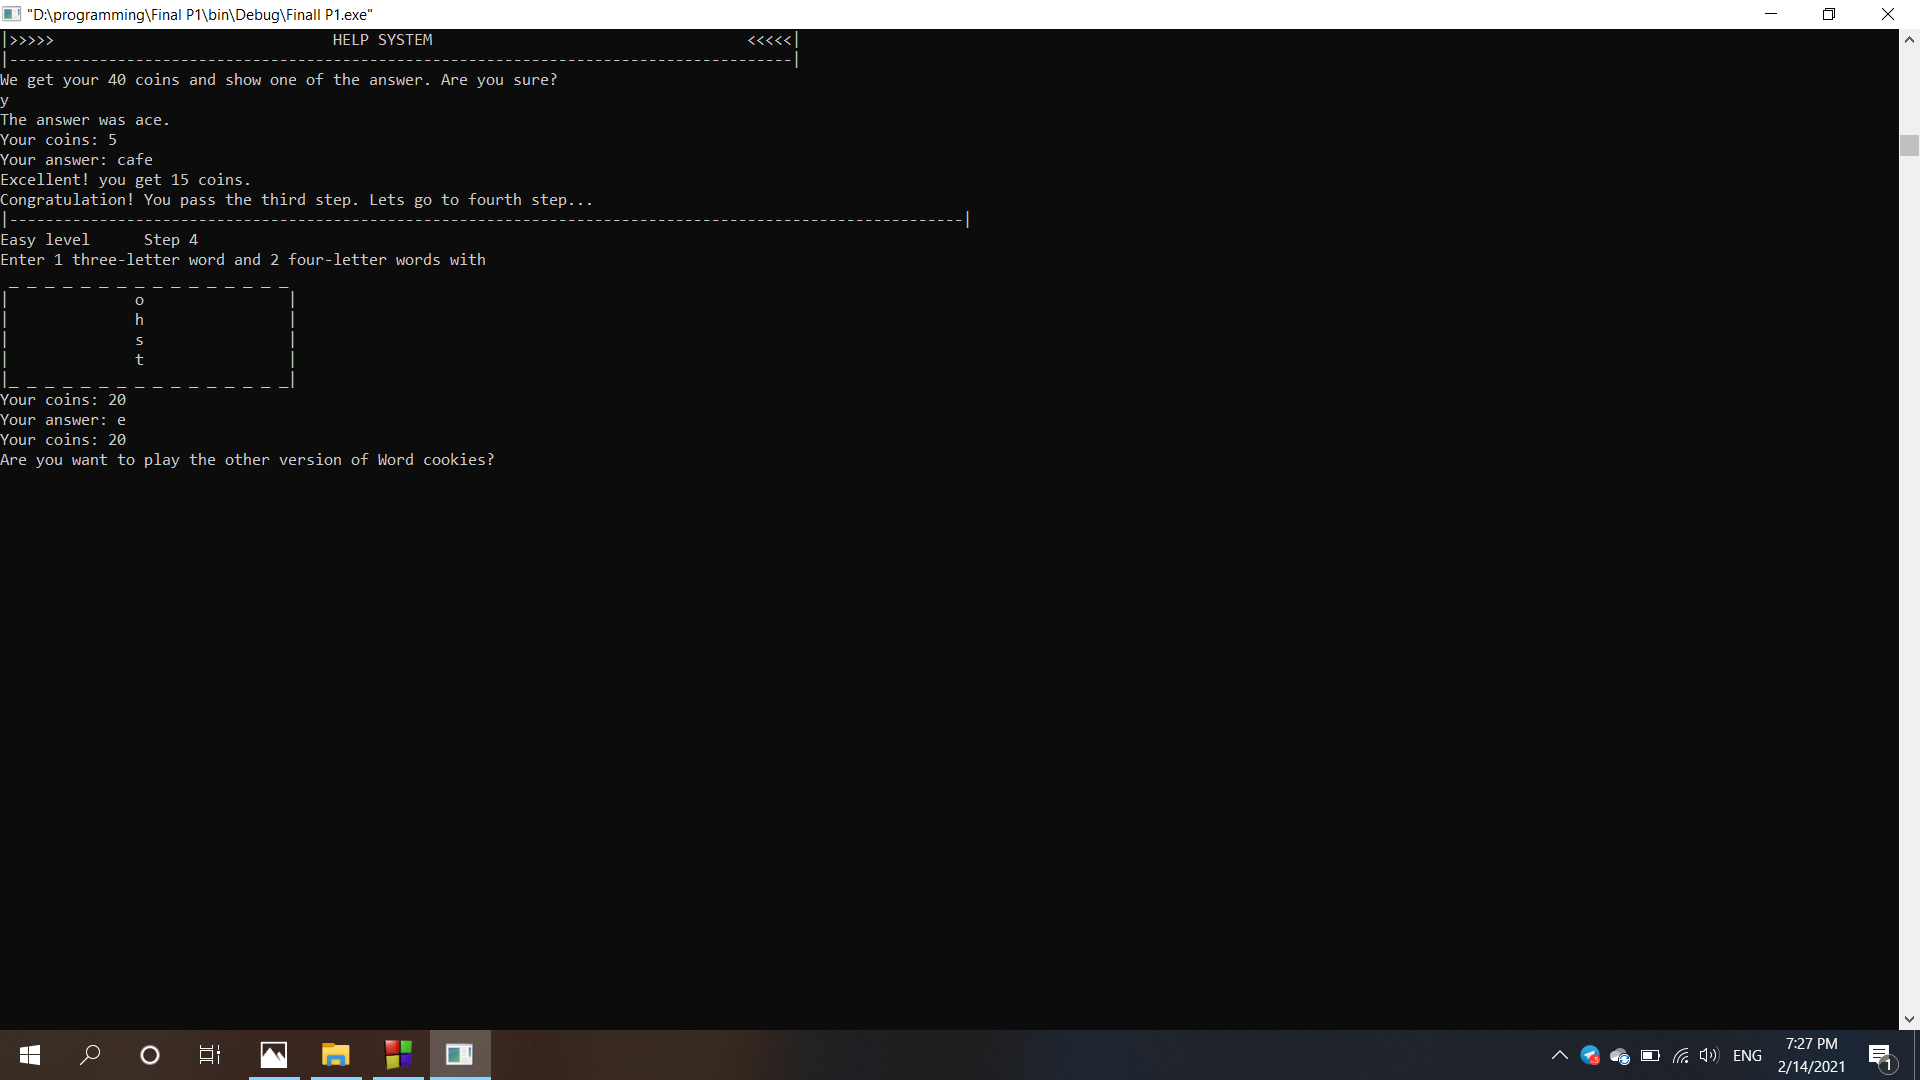 "D:\programming\Final P1\bin\Debug\Finall P1.exe"
|>>>>> HELP SYSTEM <<<<<|
|---------------------------------------------------------------------------------------|
We get your 40 coins and show one of the answer. Are you sure?
y
The answer was ace.
Your coins: 5
Your answer: cafe
Excellent! you get 15 coins.
Congratulation! You pass the third step. Lets go to fourth step...
|----------------------------------------------------------------------------------------------------------|
Easy level Step 4
Enter 1 three-letter word and 2 four-letter words with
_ _ _ _ _ _ _ _ _ _ _ _ _ _ _ _
| o |
| h |
| s |
| t |
|_ _ _ _ _ _ _ _ _ _ _ _ _ _ _ _|
Your coins: 20
Your answer: e
Your coins: 20
Are you want to play the other version of Word cookies?
ENG
7:27 PM
2/14/2021
1